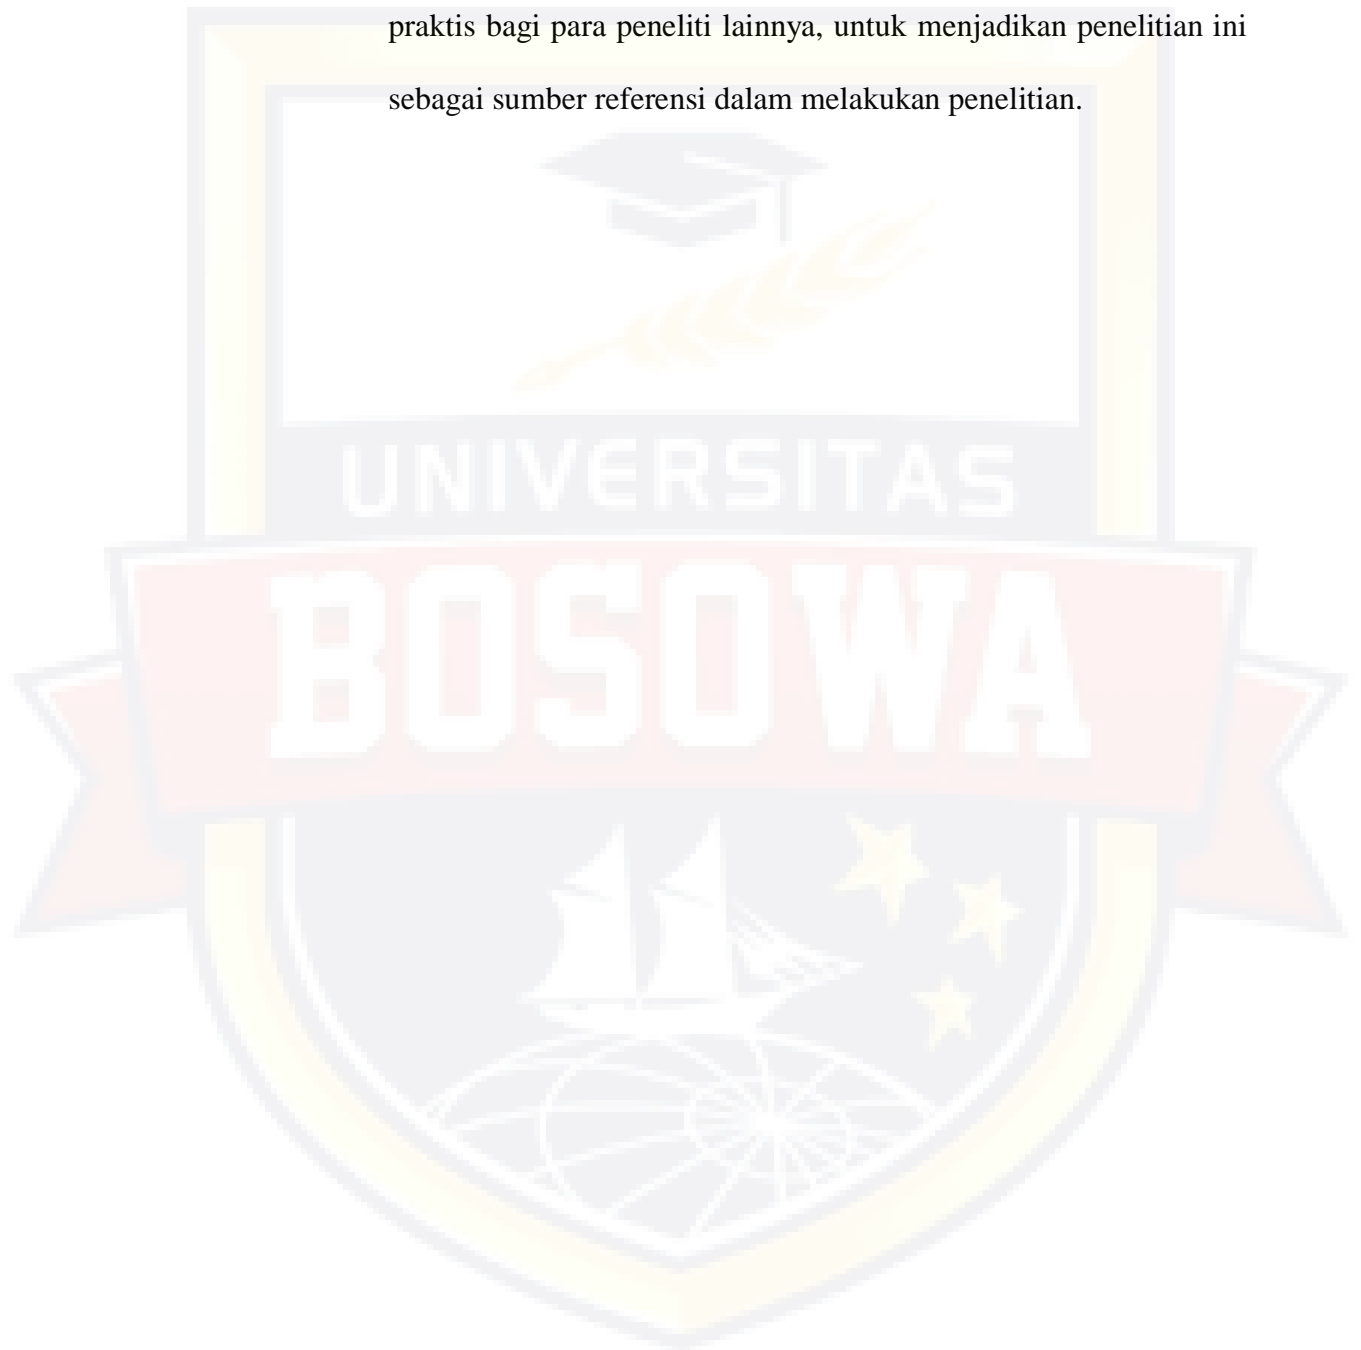 praktis bagi para peneliti lainnya, untuk menjadikan penelitian ini
sebagai sumber referensi dalam melakukan penelitian.
UNIVERSITAS
BOSOWA